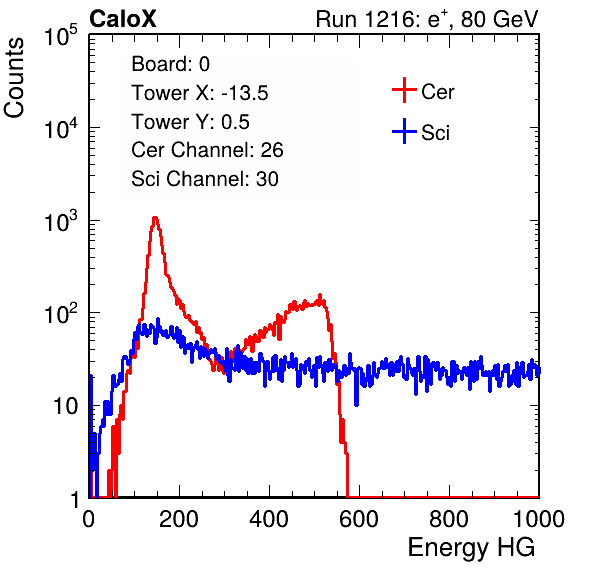 CaloX Run 1216: e⁺, 80 GeV
Counts
Board: 0
Tower X: -13.5
Tower Y: 0.5
Cer Channel: 26
Sci Channel: 30
Cer
Sci
10⁵
10⁴
10³
10²
10
1
0 200 400 600 800 1000
Energy HG